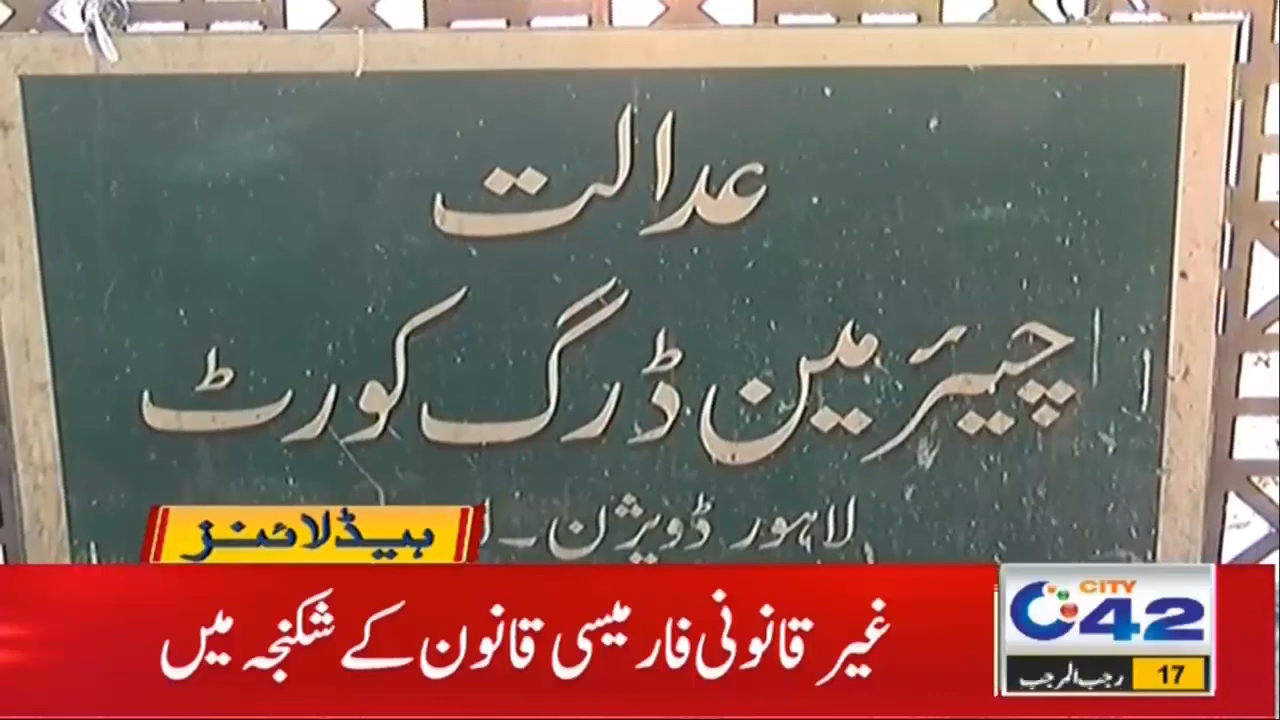 عدالت
چیئرمین ڈرگ کورٹ
لاہور ڈویژن ۔
ہیڈلائنز
غیر قانونی فارمیسی قانون کے شکنجہ میں
CITY
42
17 رجب المرجب